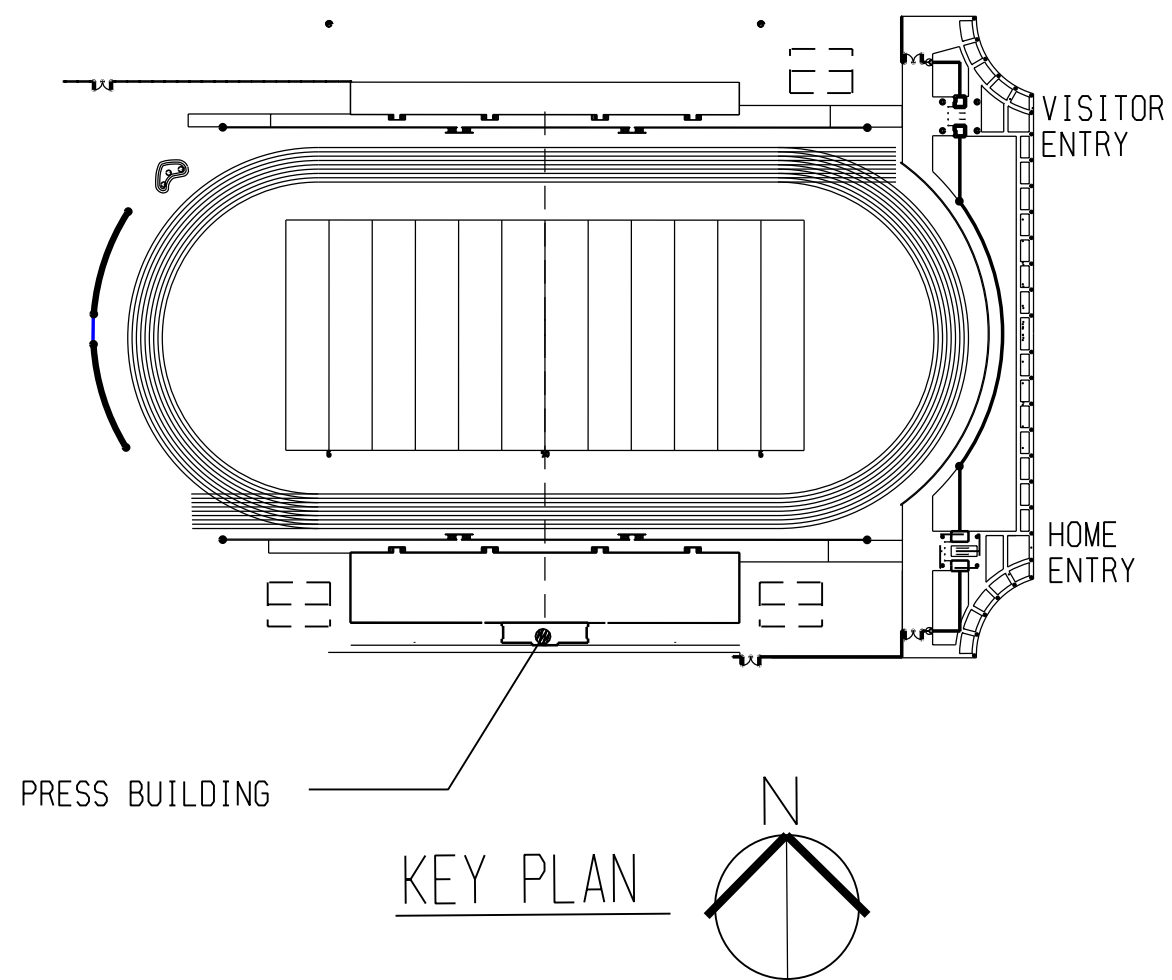 VISITOR
ENTRY
HOME
ENTRY
PRESS BUILDING
N
KEY PLAN